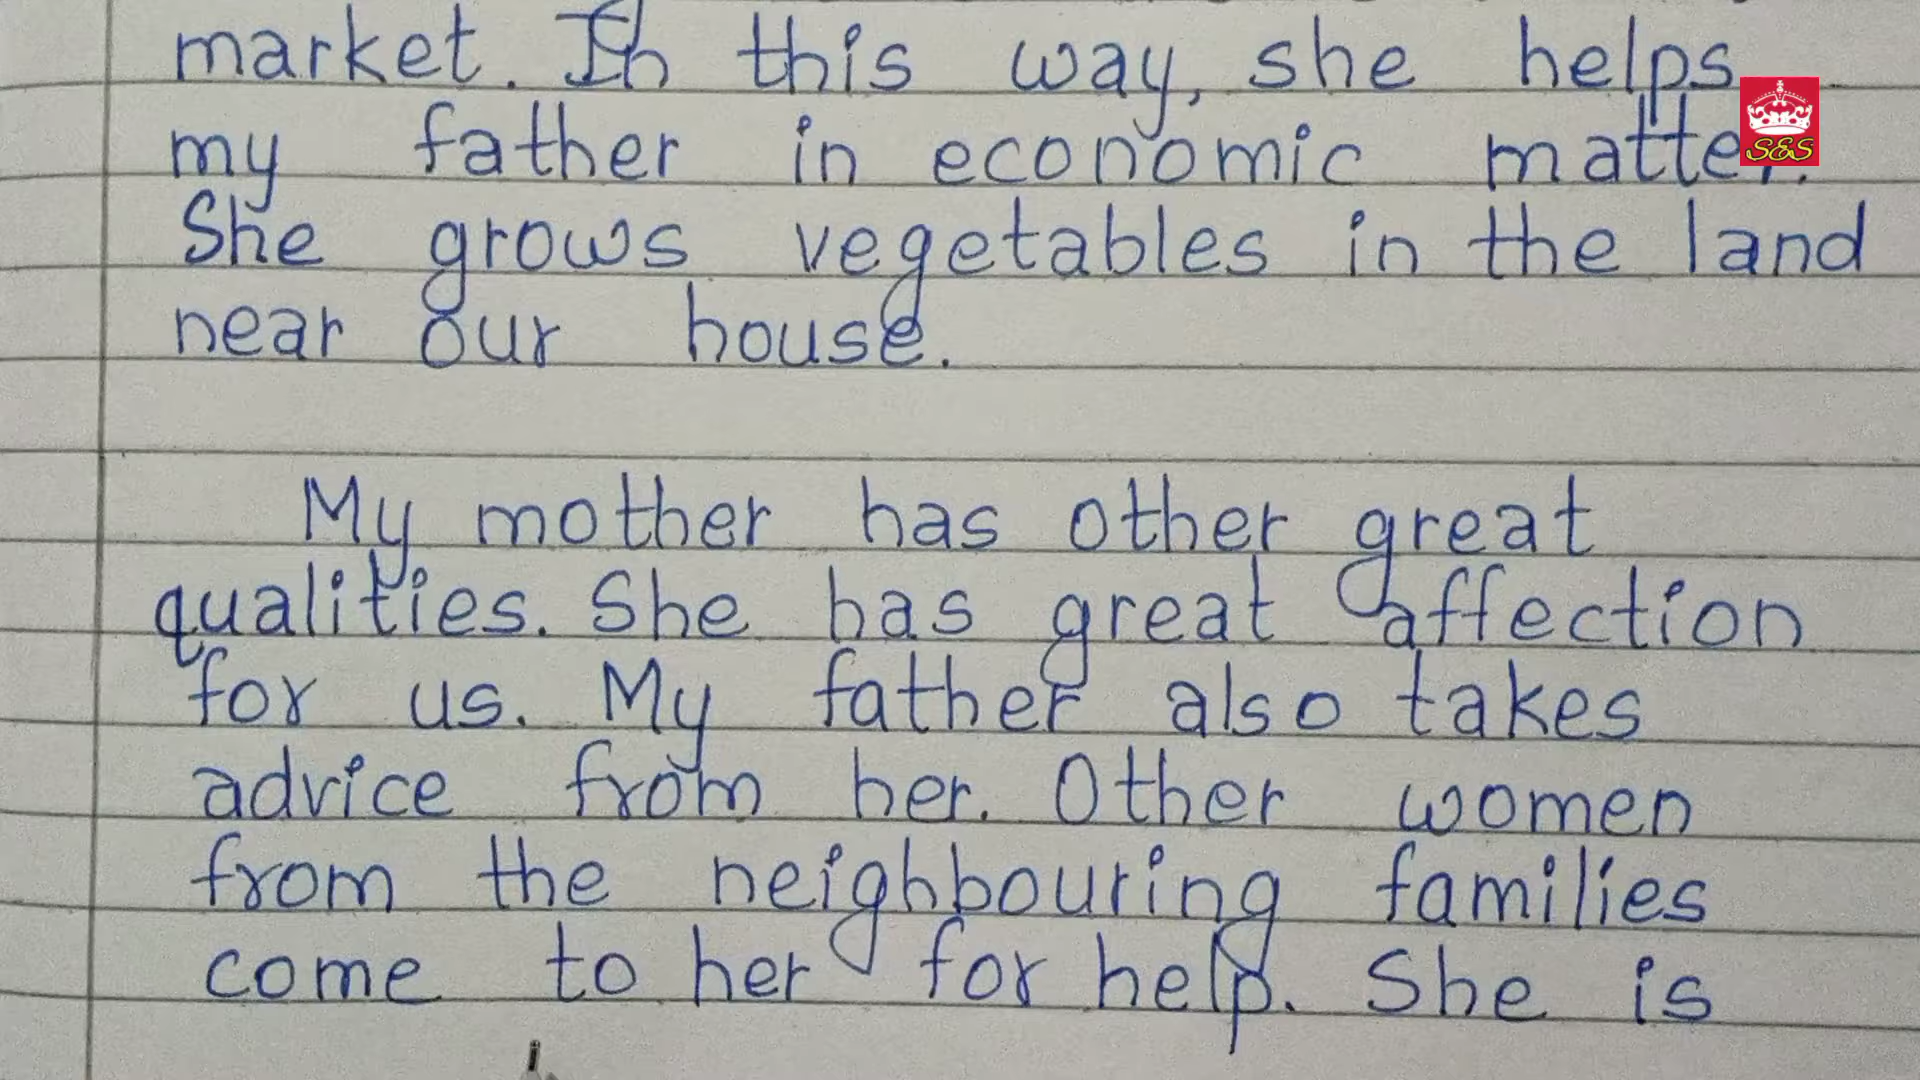 market. In this way, she helps
my father in economic matter.
She grows vegetables in the land
near our house.
My mother has other great
qualities. She has great affection
for us. My father also takes
advice from her. Other women
from the neighbouring families
come to her for help. She is
S&S